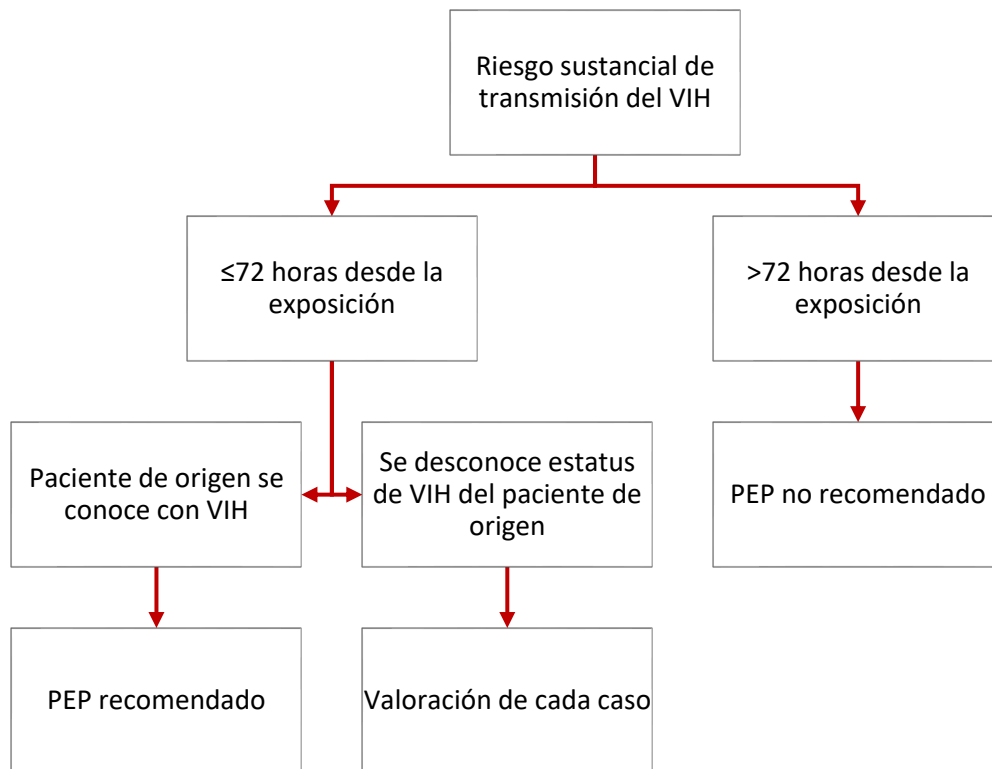 Riesgo sustancial de
transmisión del VIH
≤72 horas desde la
exposición
>72 horas desde la
exposición
Paciente de origen se
conoce con VIH
Se desconoce estatus
de VIH del paciente de
origen
PEP no recomendado
PEP recomendado
Valoración de cada caso